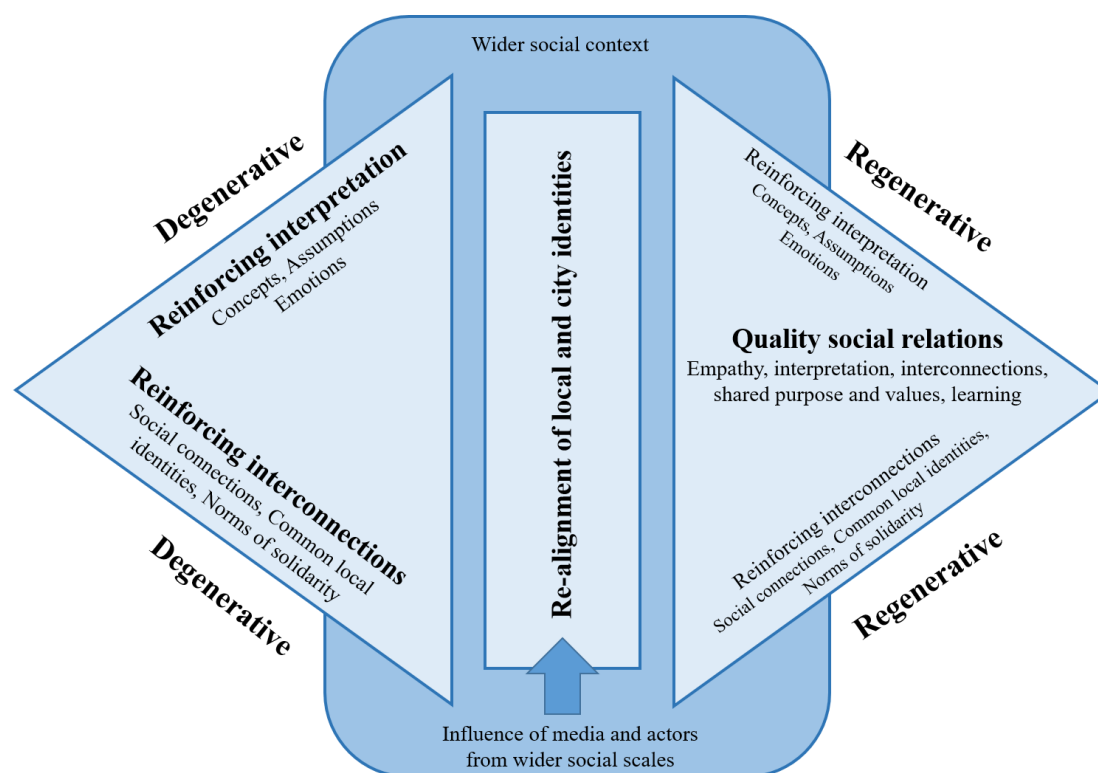 Wider social context
Degenerative
Reinforcing interpretation
Concepts, Assumptions
Emotions
Reinforcing interconnections
Social connections, Common local
identities, Norms of solidarity
Degenerative
Re-alignment of local and city identities
Regenerative
Reinforcing interpretation
Concepts, Assumptions
Emotions
Quality social relations
Empathy, interpretation, interconnections,
shared purpose and values, learning
Reinforcing interconnections
Social connections, Common local identities,
Norms of solidarity
Regenerative
Influence of media and actors
from wider social scales